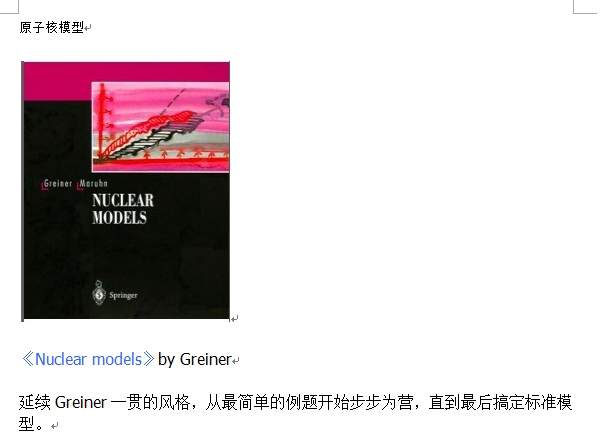 原子核模型
Greiner Maruhn
NUCLEAR
MODELS
Springer
《Nuclear models》by Greiner
延续 Greiner 一贯的风格，从最简单的例题开始步步为营，直到最后搞定标准模
型。